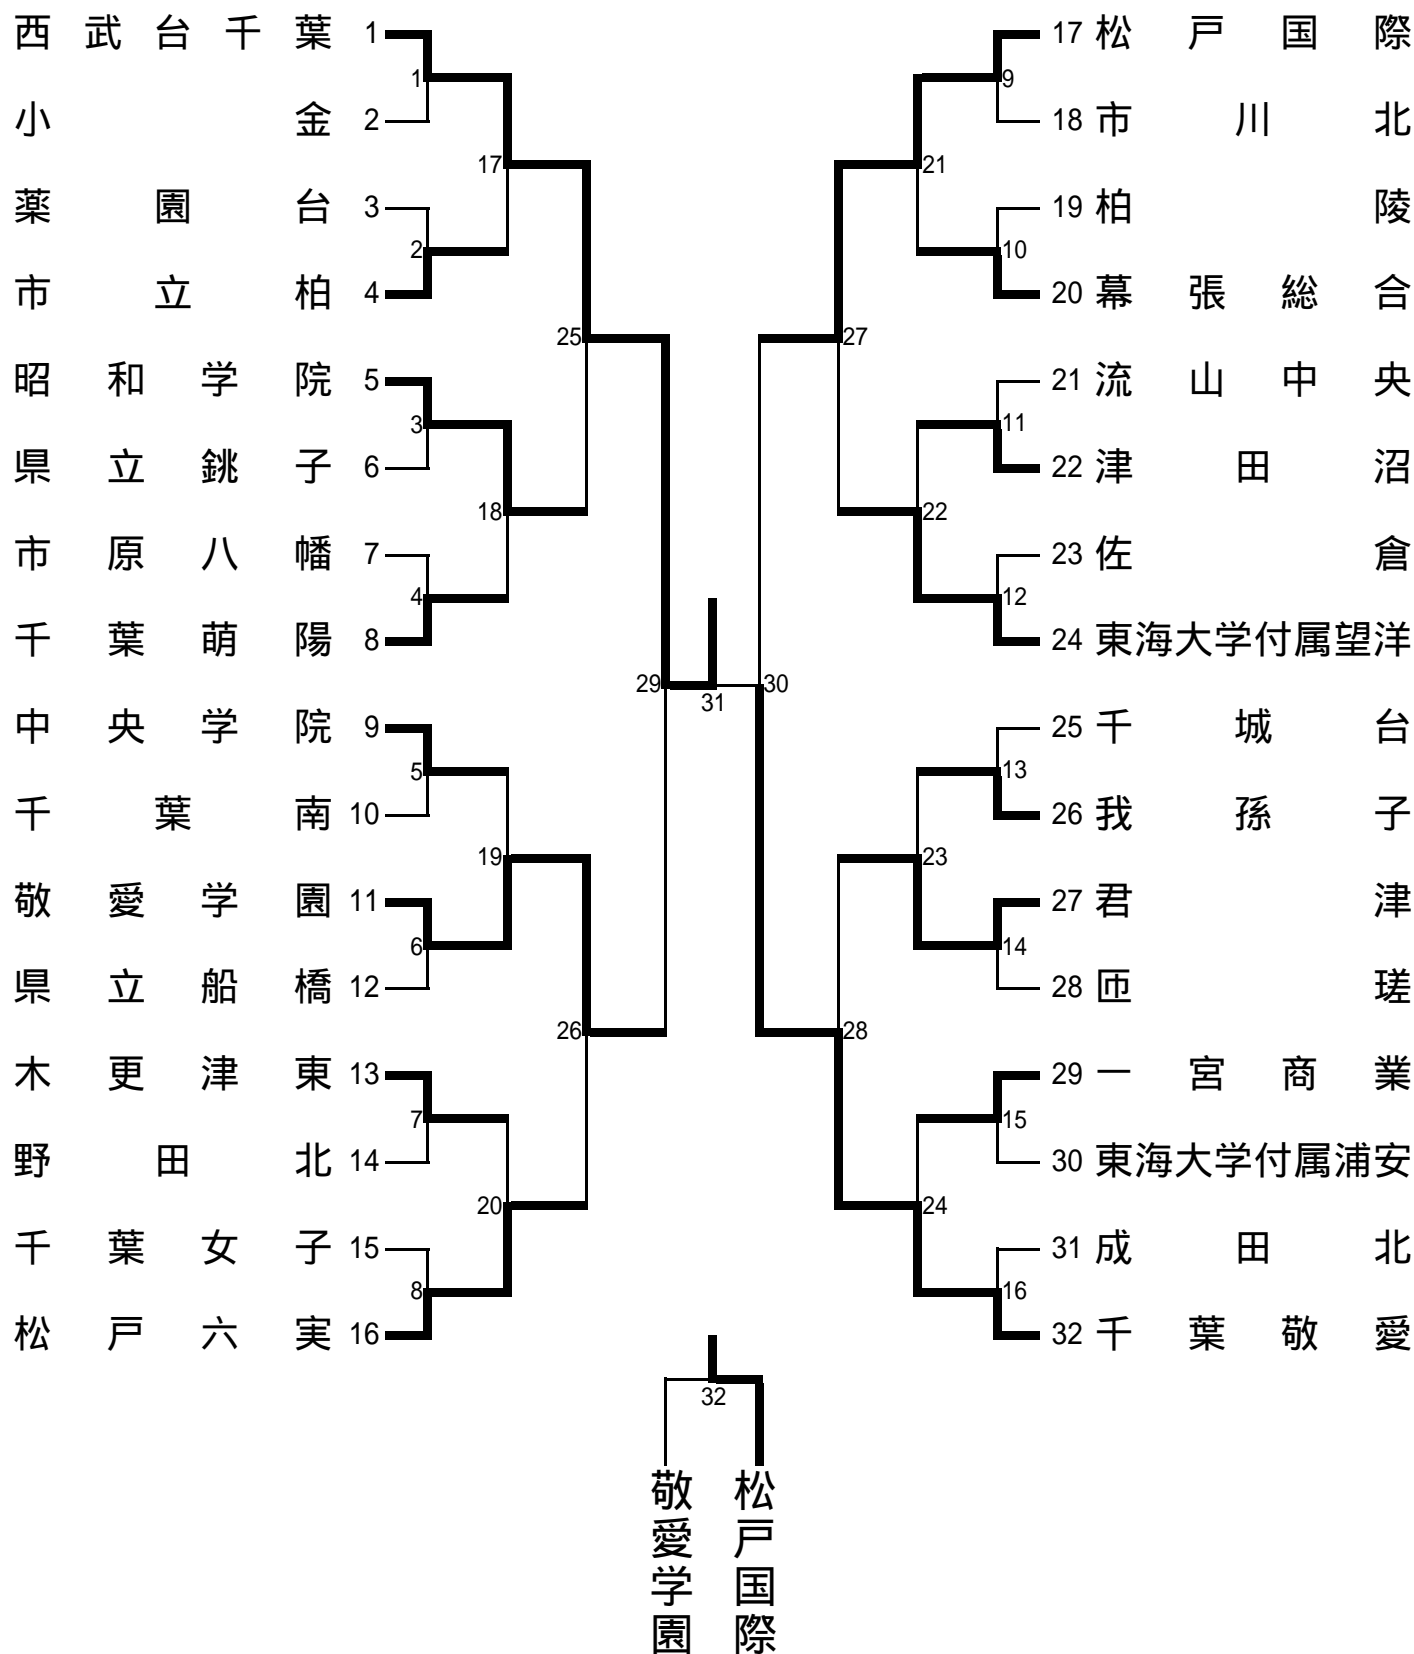 西武台千葉 1
小金 2
薬園台 3
市立柏 4
昭和学院 5
県立銚子 6
市原八幡 7
千葉萌陽 8
中央学院 9
千葉南 10
敬愛学園 11
県立船橋 12
木更津東 13
野田北 14
千葉女子 15
松戸六実 16
1
2
3
4
5
6
7
8
17
18
19
20
25
26
29
31
30
27
28
21
22
23
24
9
10
11
12
13
14
15
16
17 松戸国際
18 市川北
19 柏陵
20 幕張総合
21 流山中央
22 津田沼
23 佐倉
24 東海大学付属望洋
25 千城台
26 我孫子
27 君津
28 匝瑳
29 一宮商業
30 東海大学付属浦安
31 成田北
32 千葉敬愛
32
敬愛学園
松戸国際